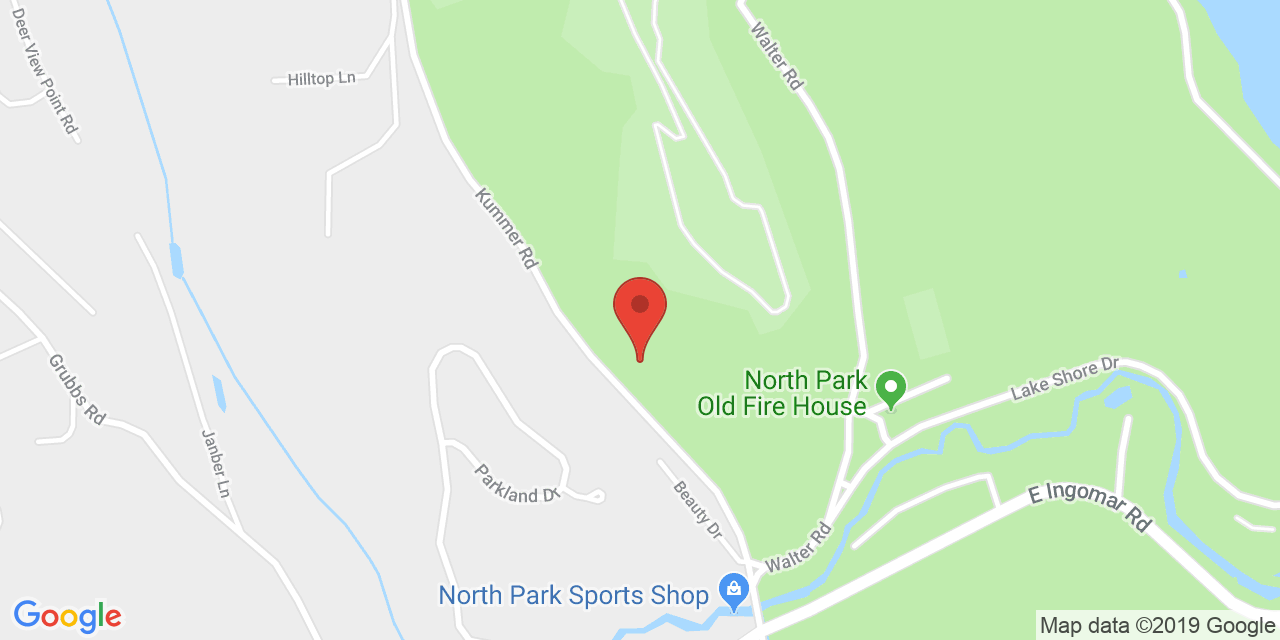 Deer View Point Rd
Hilltop Ln
Walter Rd
Kummer Rd
Grubbs Rd
Janber Ln
North Park
Old Fire House
Lake Shore Dr
Parkland Dr
Beauty Dr
E Ingomar Rd
Walter Rd
North Park Sports Shop
Google
Map data ©2019 Google